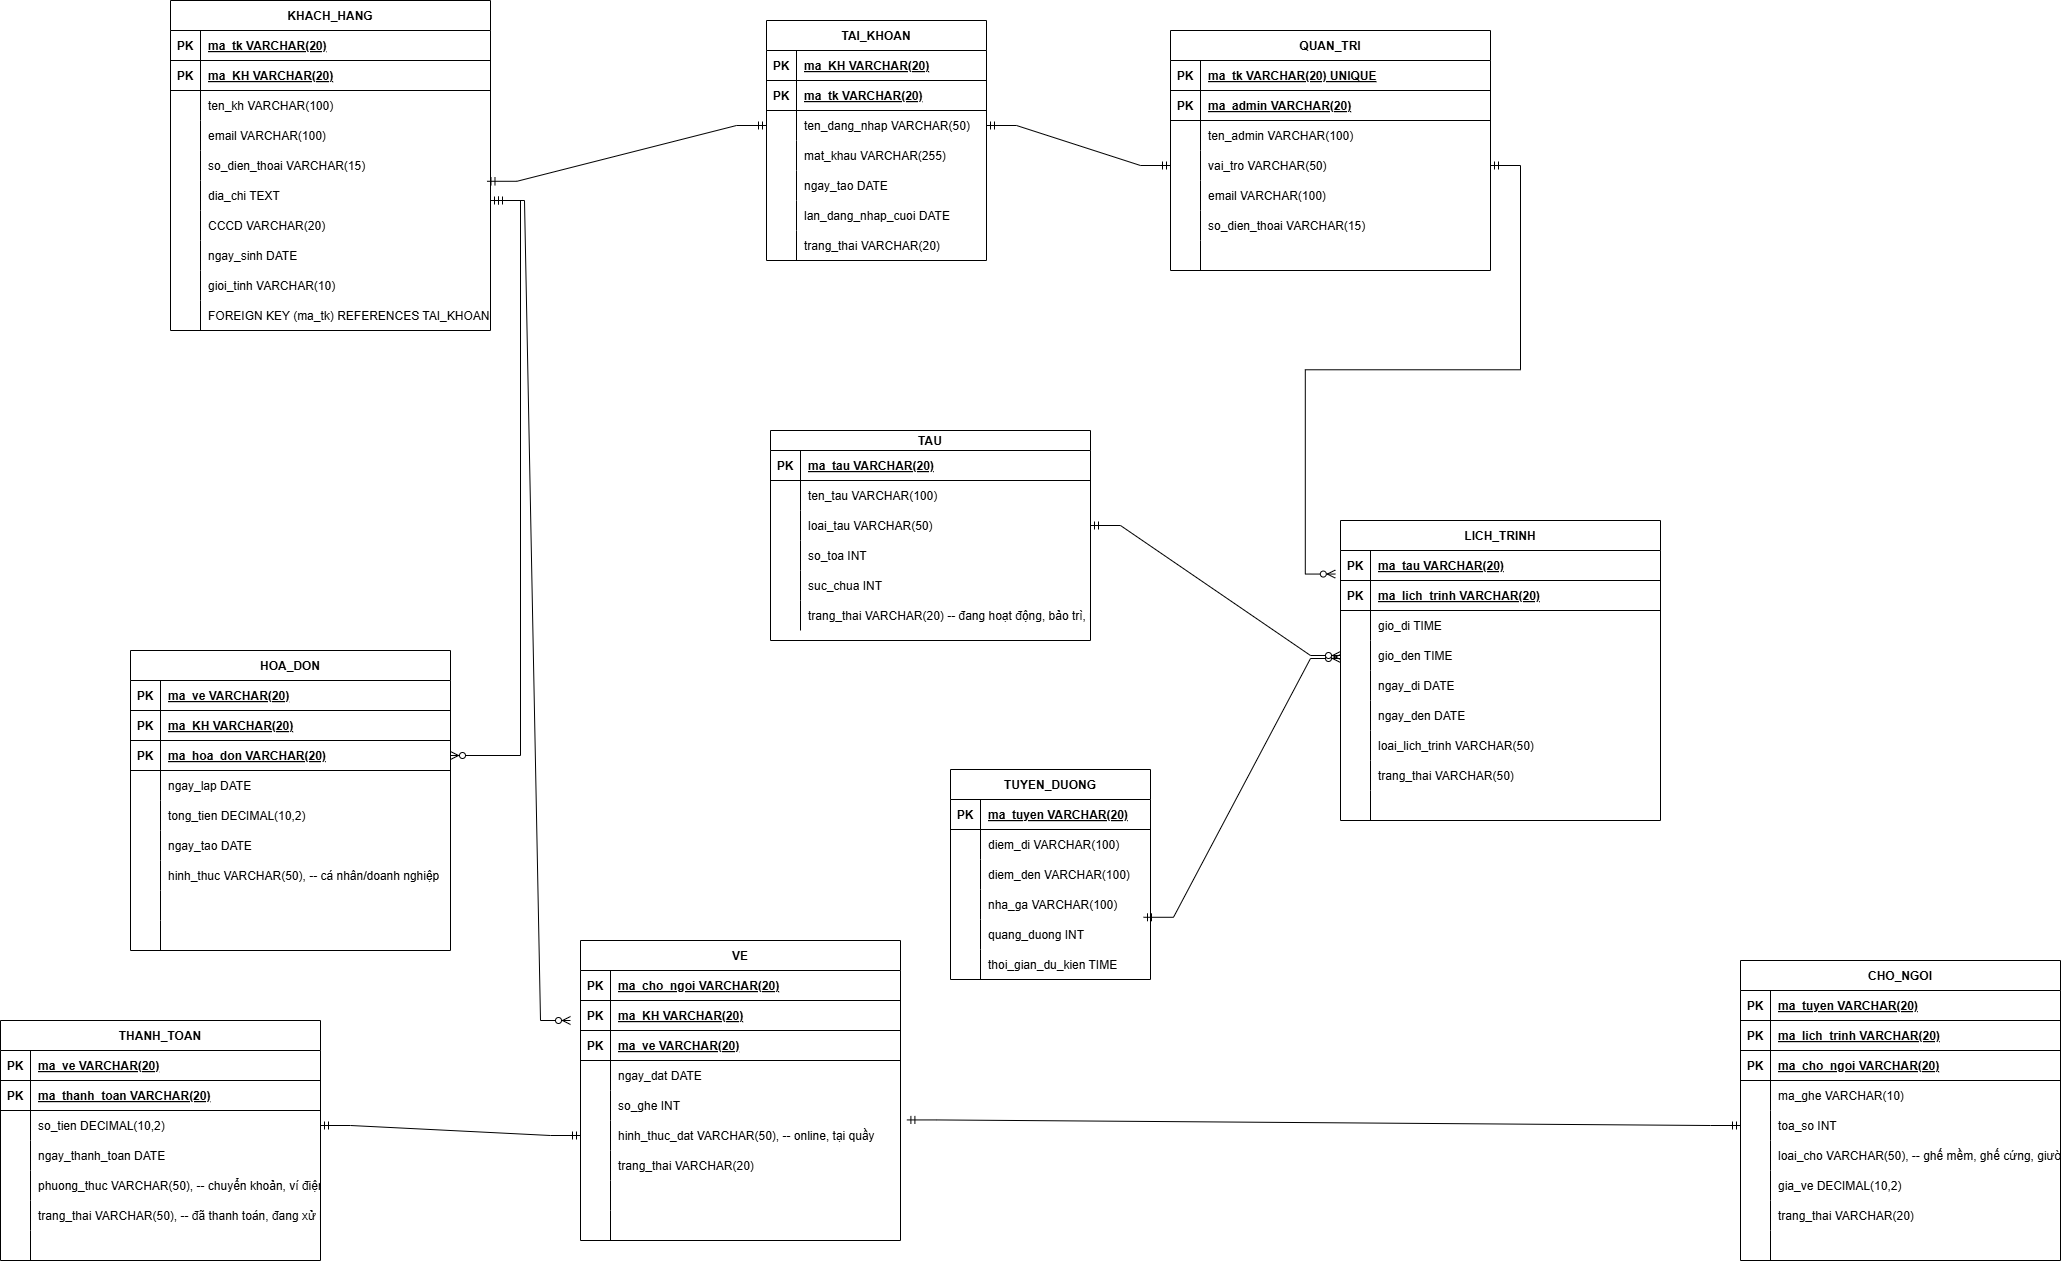 KHACH_HANG
PK ma_tk VARCHAR(20)
PK ma_KH VARCHAR(20)
ten_kh VARCHAR(100)
email VARCHAR(100)
so_dien_thoai VARCHAR(15)
dia_chi TEXT
CCCD VARCHAR(20)
ngay_sinh DATE
gioi_tinh VARCHAR(10)
FOREIGN KEY (ma_tk) REFERENCES TAI_KHOAN
TAI_KHOAN
PK ma_KH VARCHAR(20)
PK ma_tk VARCHAR(20)
ten_dang_nhap VARCHAR(50)
mat_khau VARCHAR(255)
ngay_tao DATE
lan_dang_nhap_cuoi DATE
trang_thai VARCHAR(20)
QUAN_TRI
PK ma_tk VARCHAR(20) UNIQUE
PK ma_admin VARCHAR(20)
ten_admin VARCHAR(100)
vai_tro VARCHAR(50)
email VARCHAR(100)
so_dien_thoai VARCHAR(15)
TAU
PK ma_tau VARCHAR(20)
ten_tau VARCHAR(100)
loai_tau VARCHAR(50)
so_toa INT
suc_chua INT
trang_thai VARCHAR(20) -- đang hoạt động, bảo trì,
LICH_TRINH
PK ma_tau VARCHAR(20)
PK ma_lich_trinh VARCHAR(20)
gio_di TIME
gio_den TIME
ngay_di DATE
ngay_den DATE
loai_lich_trinh VARCHAR(50)
trang_thai VARCHAR(50)
HOA_DON
PK ma_ve VARCHAR(20)
PK ma_KH VARCHAR(20)
PK ma_hoa_don VARCHAR(20)
ngay_lap DATE
tong_tien DECIMAL(10,2)
ngay_tao DATE
hinh_thuc VARCHAR(50), -- cá nhân/doanh nghiệp
TUYEN_DUONG
PK ma_tuyen VARCHAR(20)
diem_di VARCHAR(100)
diem_den VARCHAR(100)
nha_ga VARCHAR(100)
quang_duong INT
thoi_gian_du_kien TIME
VE
PK ma_cho_ngoi VARCHAR(20)
PK ma_KH VARCHAR(20)
PK ma_ve VARCHAR(20)
ngay_dat DATE
so_ghe INT
hinh_thuc_dat VARCHAR(50), -- online, tại quầy
trang_thai VARCHAR(20)
CHO_NGOI
PK ma_tuyen VARCHAR(20)
PK ma_lich_trinh VARCHAR(20)
PK ma_cho_ngoi VARCHAR(20)
ma_ghe VARCHAR(10)
toa_so INT
loai_cho VARCHAR(50), -- ghế mềm, ghế cứng,
gia_ve DECIMAL(10,2)
trang_thai VARCHAR(20)
THANH_TOAN
PK ma_ve VARCHAR(20)
PK ma_thanh_toan VARCHAR(20)
so_tien DECIMAL(10,2)
ngay_thanh_toan DATE
phuong_thuc VARCHAR(50), -- chuyển khoản, ví
trang_thai VARCHAR(50), -- đã thanh toán, đang xử